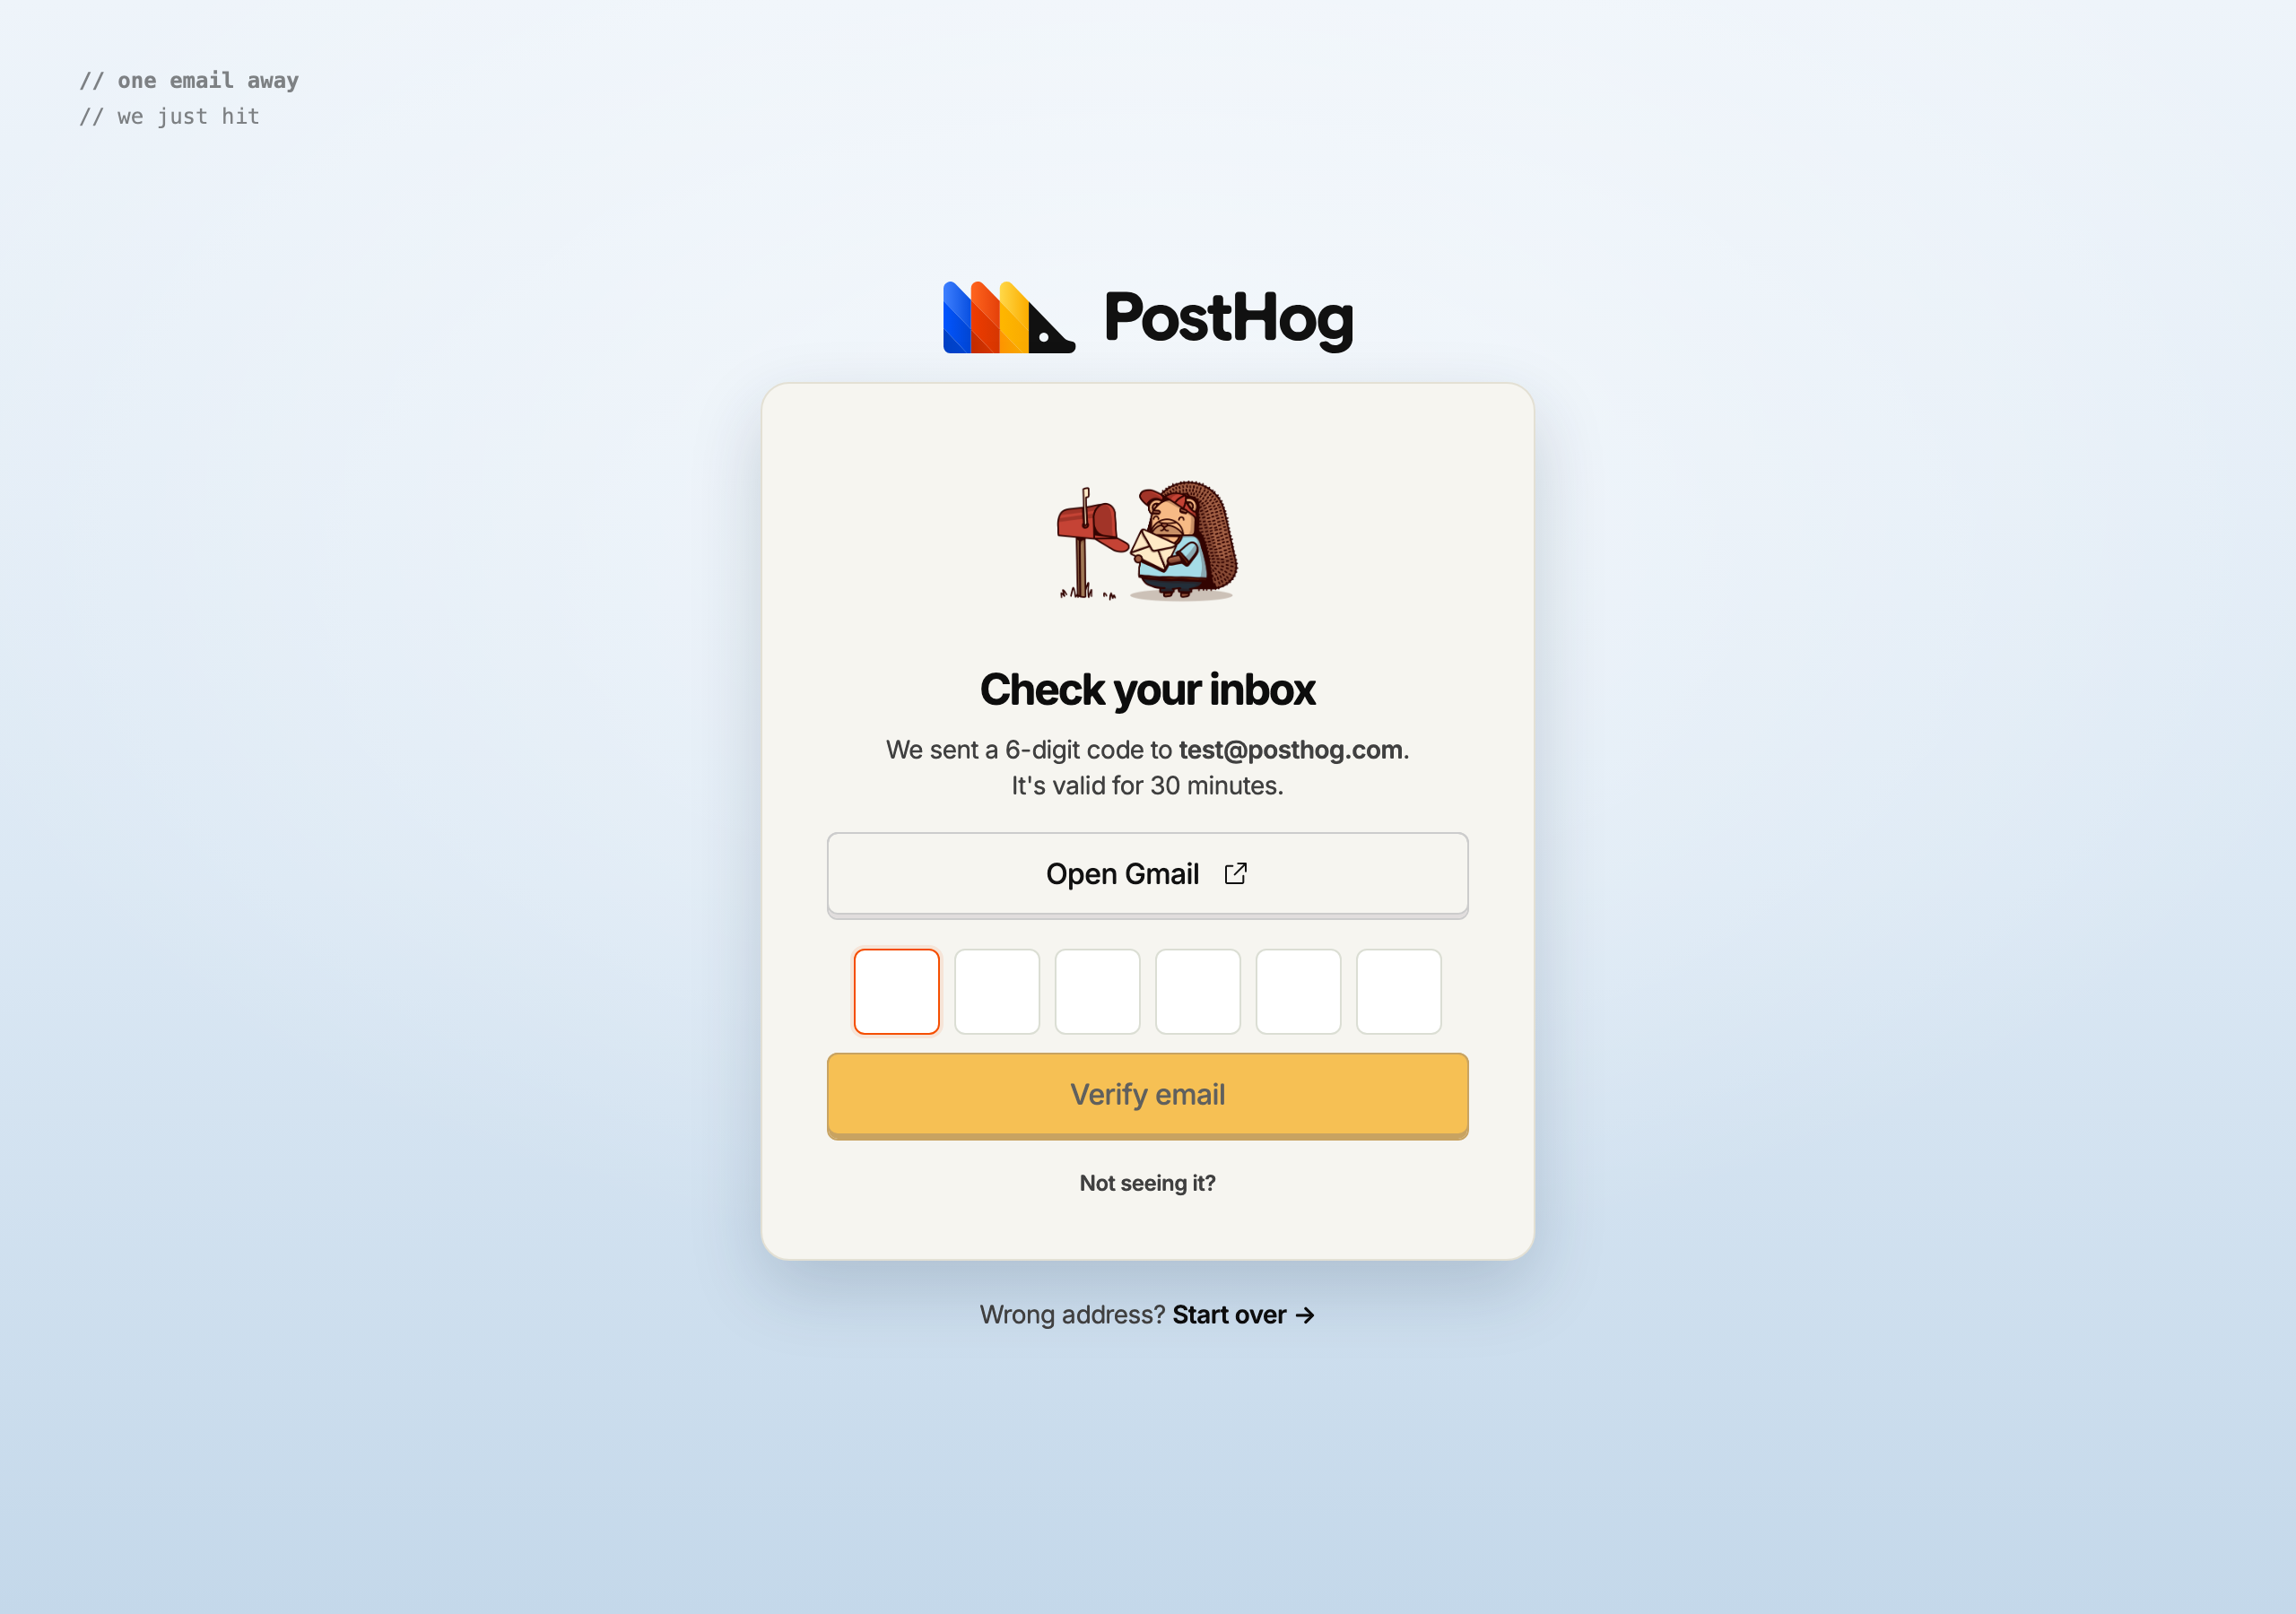 // one email away
// we just hit
PostHog
Check your inbox
We sent a 6-digit code to test@posthog.com.
It's valid for 30 minutes.
Open Gmail
Verify email
Not seeing it?
Wrong address? Start over →